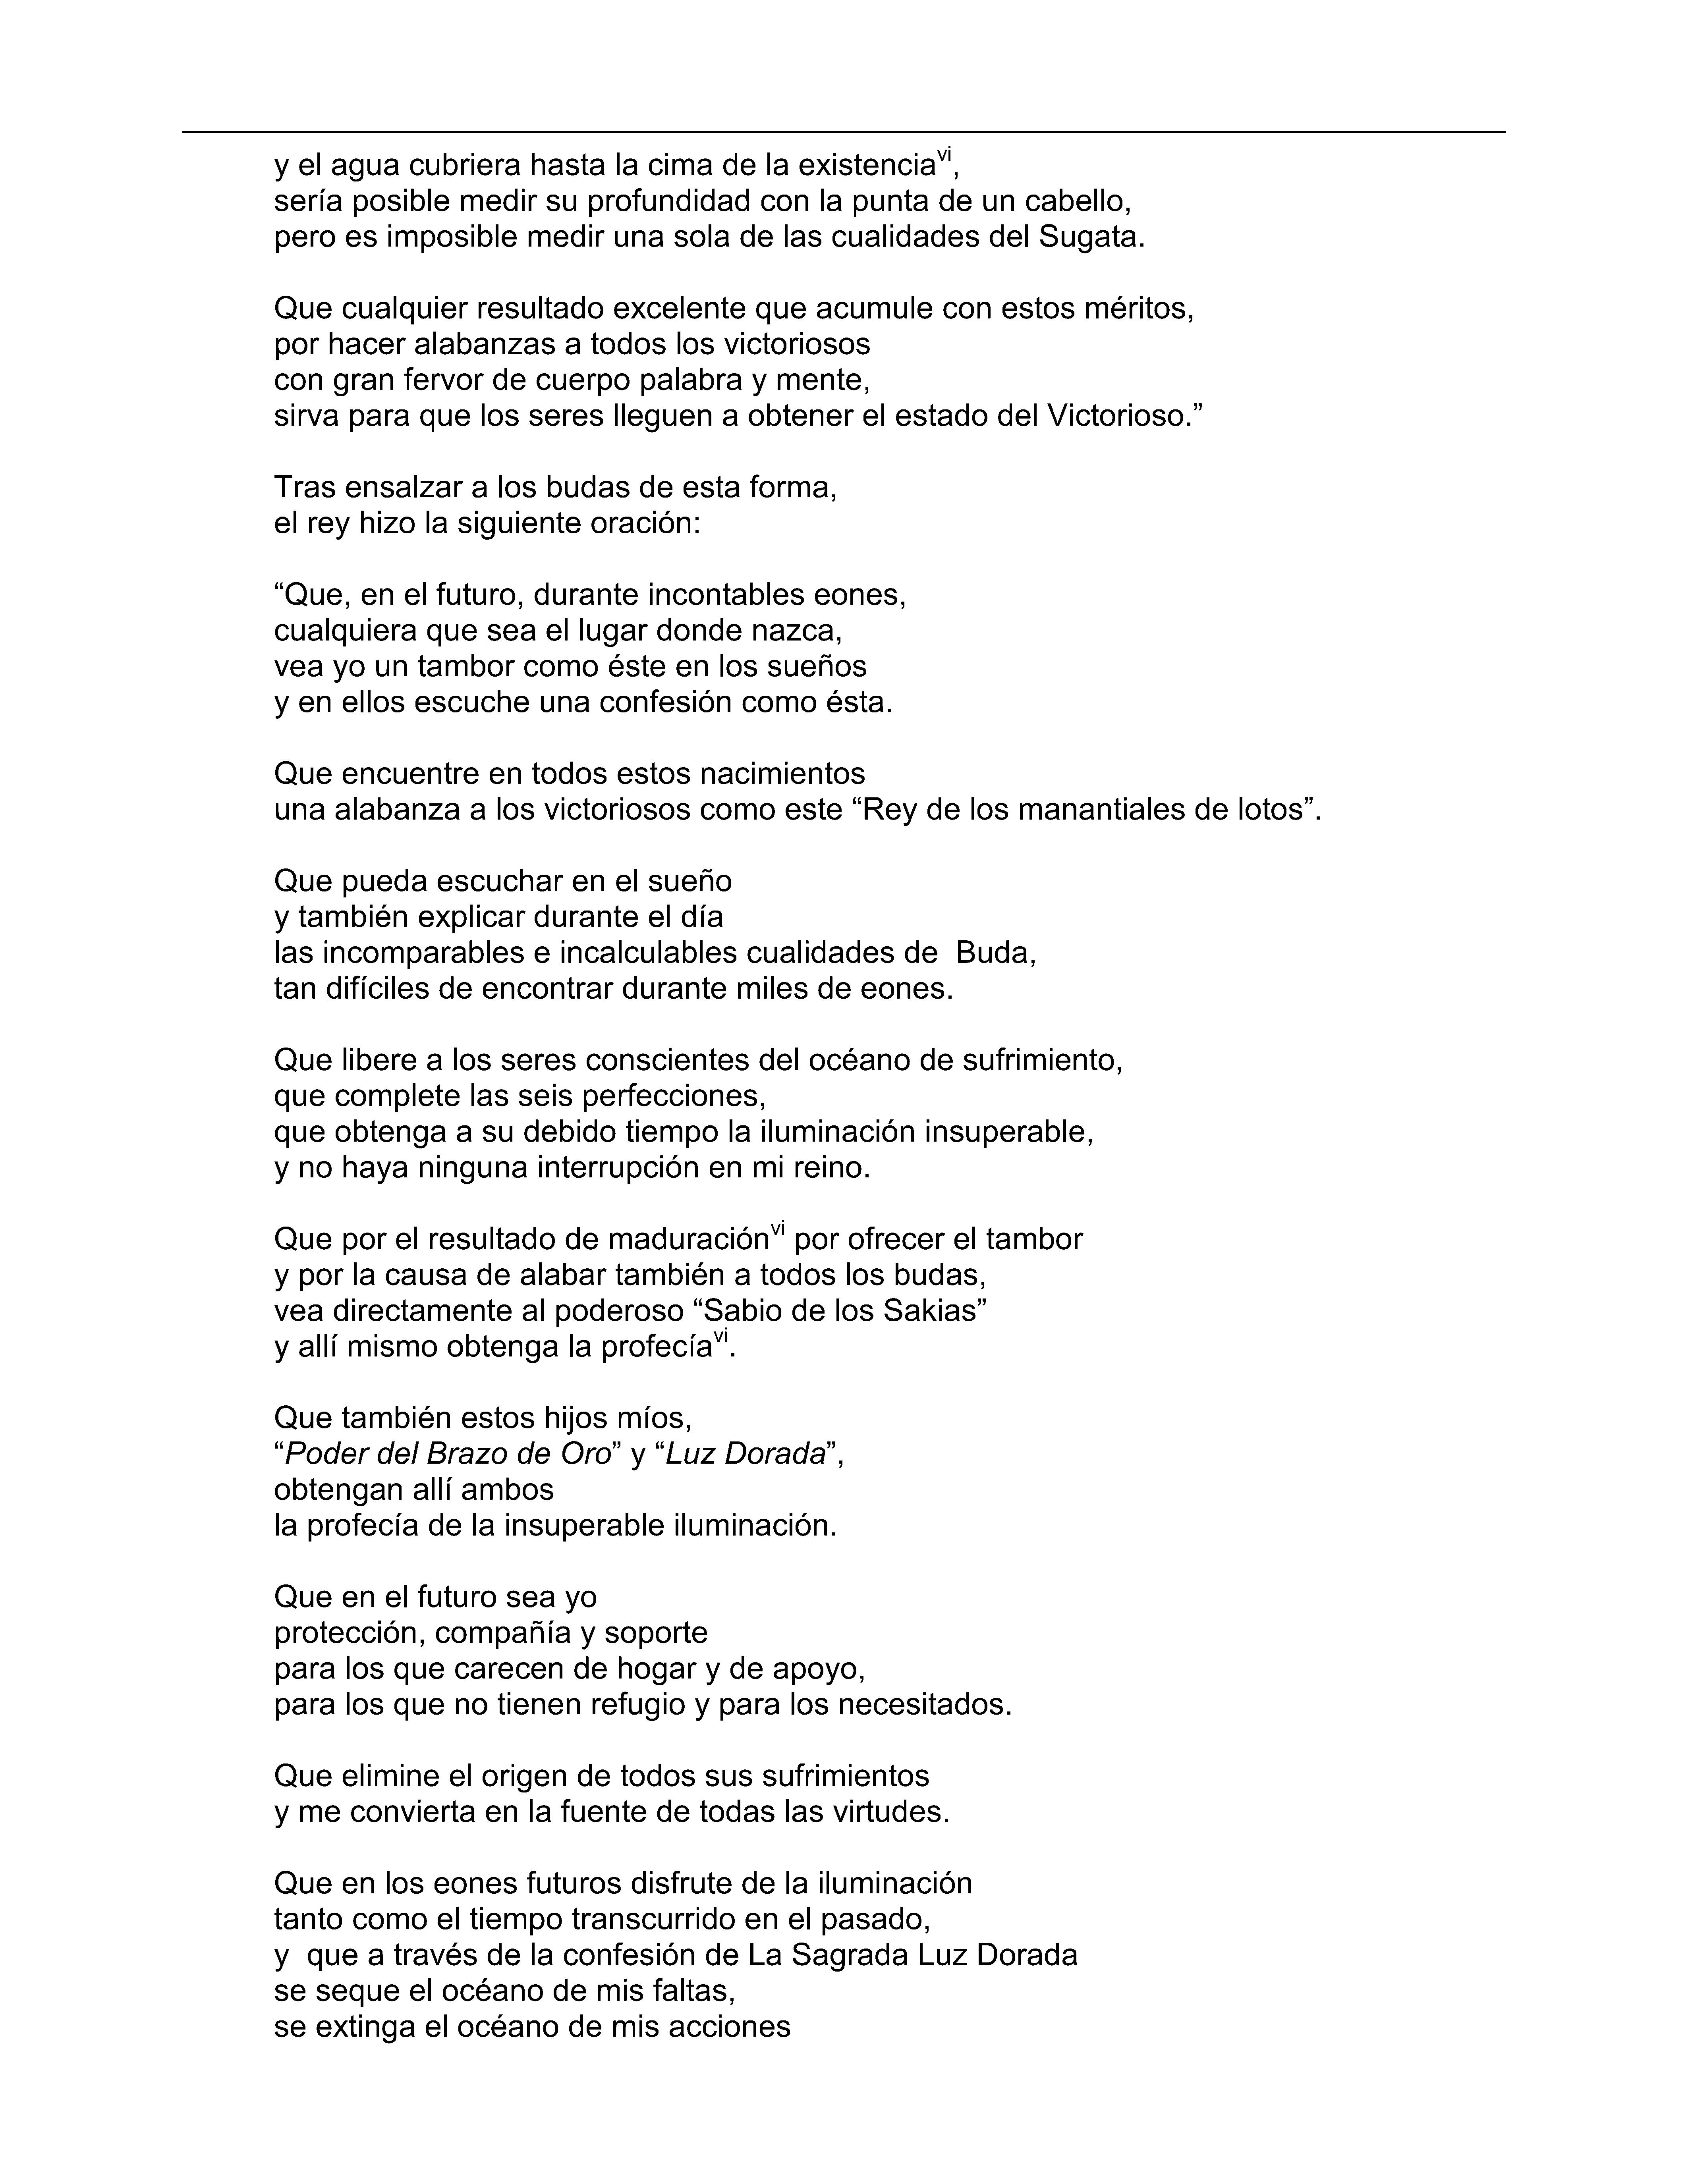 y el agua cubriera hasta la cima de la existenciavi,
sería posible medir su profundidad con la punta de un cabello,
pero es imposible medir una sola de las cualidades del Sugata.
Que cualquier resultado excelente que acumule con estos méritos,
por hacer alabanzas a todos los victoriosos
con gran fervor de cuerpo palabra y mente,
sirva para que los seres lleguen a obtener el estado del Victorioso.”
Tras ensalzar a los budas de esta forma,
el rey hizo la siguiente oración:
“Que, en el futuro, durante incontables eones,
cualquiera que sea el lugar donde nazca,
vea yo un tambor como éste en los sueños
y en ellos escuche una confesión como ésta.
Que encuentre en todos estos nacimientos
una alabanza a los victoriosos como este “Rey de los manantiales de lotos”.
Que pueda escuchar en el sueño
y también explicar durante el día
las incomparables e incalculables cualidades de  Buda,
tan difíciles de encontrar durante miles de eones.
Que libere a los seres conscientes del océano de sufrimiento,
que complete las seis perfecciones,
que obtenga a su debido tiempo la iluminación insuperable,
y no haya ninguna interrupción en mi reino.
Que por el resultado de maduraciónvi por ofrecer el tambor
y por la causa de alabar también a todos los budas,
vea directamente al poderoso “Sabio de los Sakias”
y allí mismo obtenga la profecíavi.
Que también estos hijos míos,
“Poder del Brazo de Oro” y “Luz Dorada”,
obtengan allí ambos
la profecía de la insuperable iluminación.
Que en el futuro sea yo
protección, compañía y soporte
para los que carecen de hogar y de apoyo,
para los que no tienen refugio y para los necesitados.
Que elimine el origen de todos sus sufrimientos
y me convierta en la fuente de todas las virtudes.
Que en los eones futuros disfrute de la iluminación
tanto como el tiempo transcurrido en el pasado,
y  que a través de la confesión de La Sagrada Luz Dorada
se seque el océano de mis faltas,
se extinga el océano de mis acciones